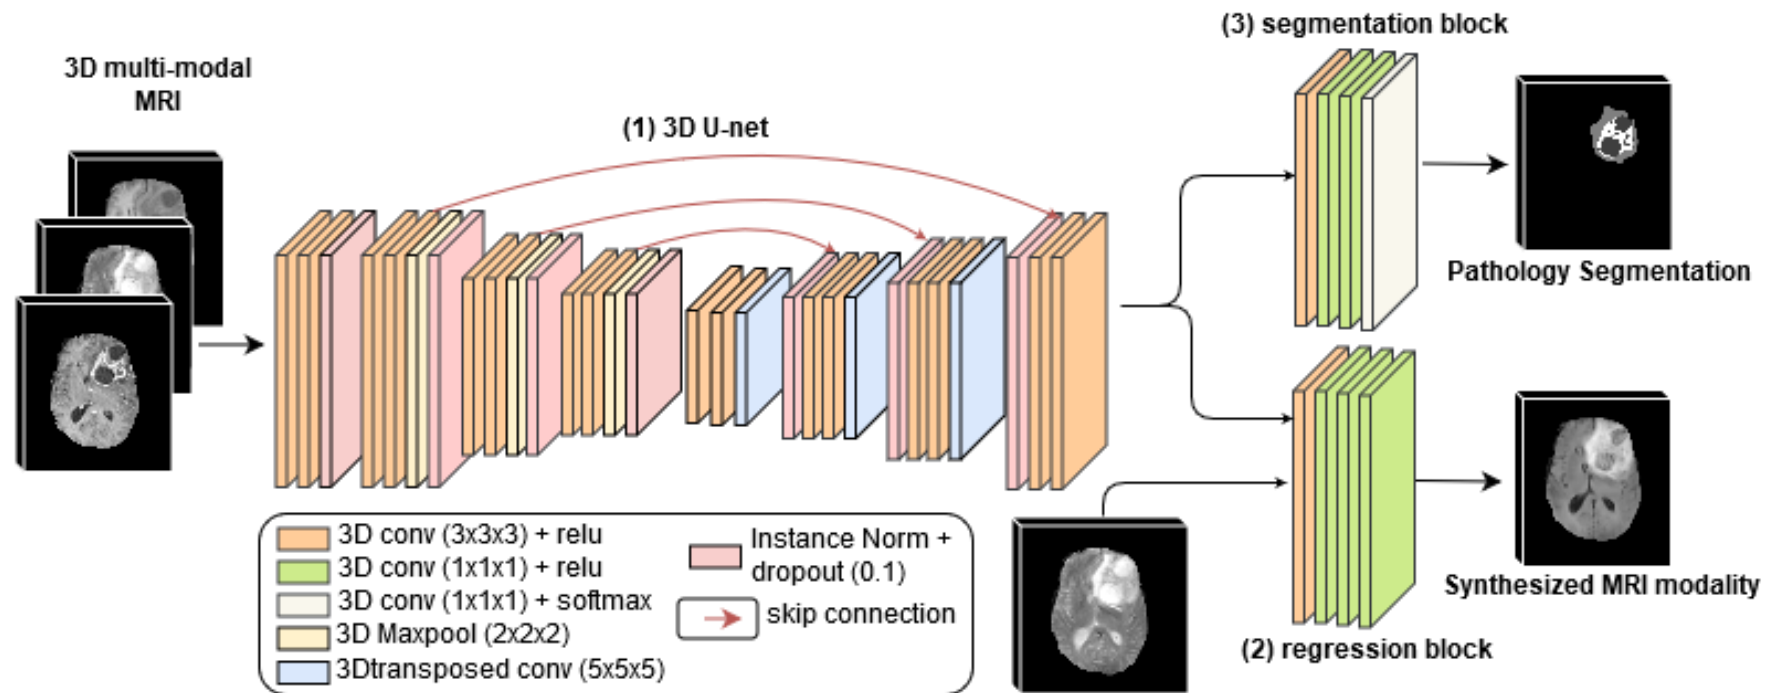 3D multi-modal
MRI
(1) 3D U-net
(3) segmentation block
Pathology Segmentation
Synthesized MRI modality
(2) regression block
3D conv (3x3x3) + relu
3D conv (1x1x1) + relu
3D conv (1x1x1) + softmax
3D Maxpool (2x2x2)
3Dtransposed conv (5x5x5)
Instance Norm +
dropout (0.1)
skip connection